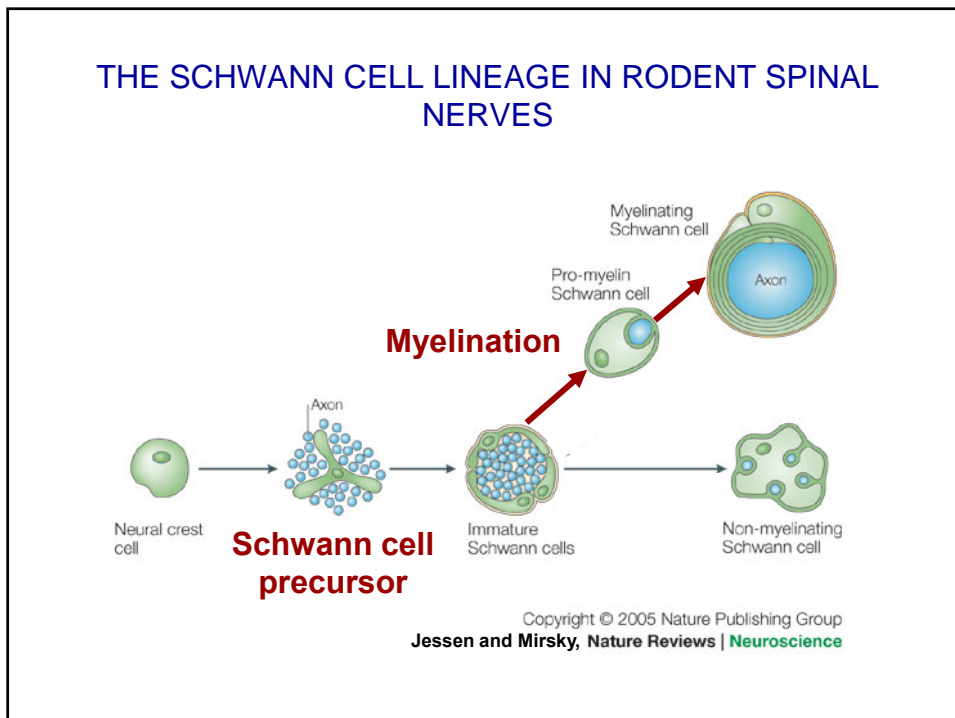 THE SCHWANN CELL LINEAGE IN RODENT SPINAL
NERVES
Myelinating
Schwann cell
Axon
Pro-myelin
Schwann cell
Myelination
Axon
Neural crest
cell
Schwann cell
precursor
Immature
Schwann cells
Non-myelinating
Schwann cell
Copyright © 2005 Nature Publishing Group
Jessen and Mirsky, Nature Reviews | Neuroscience